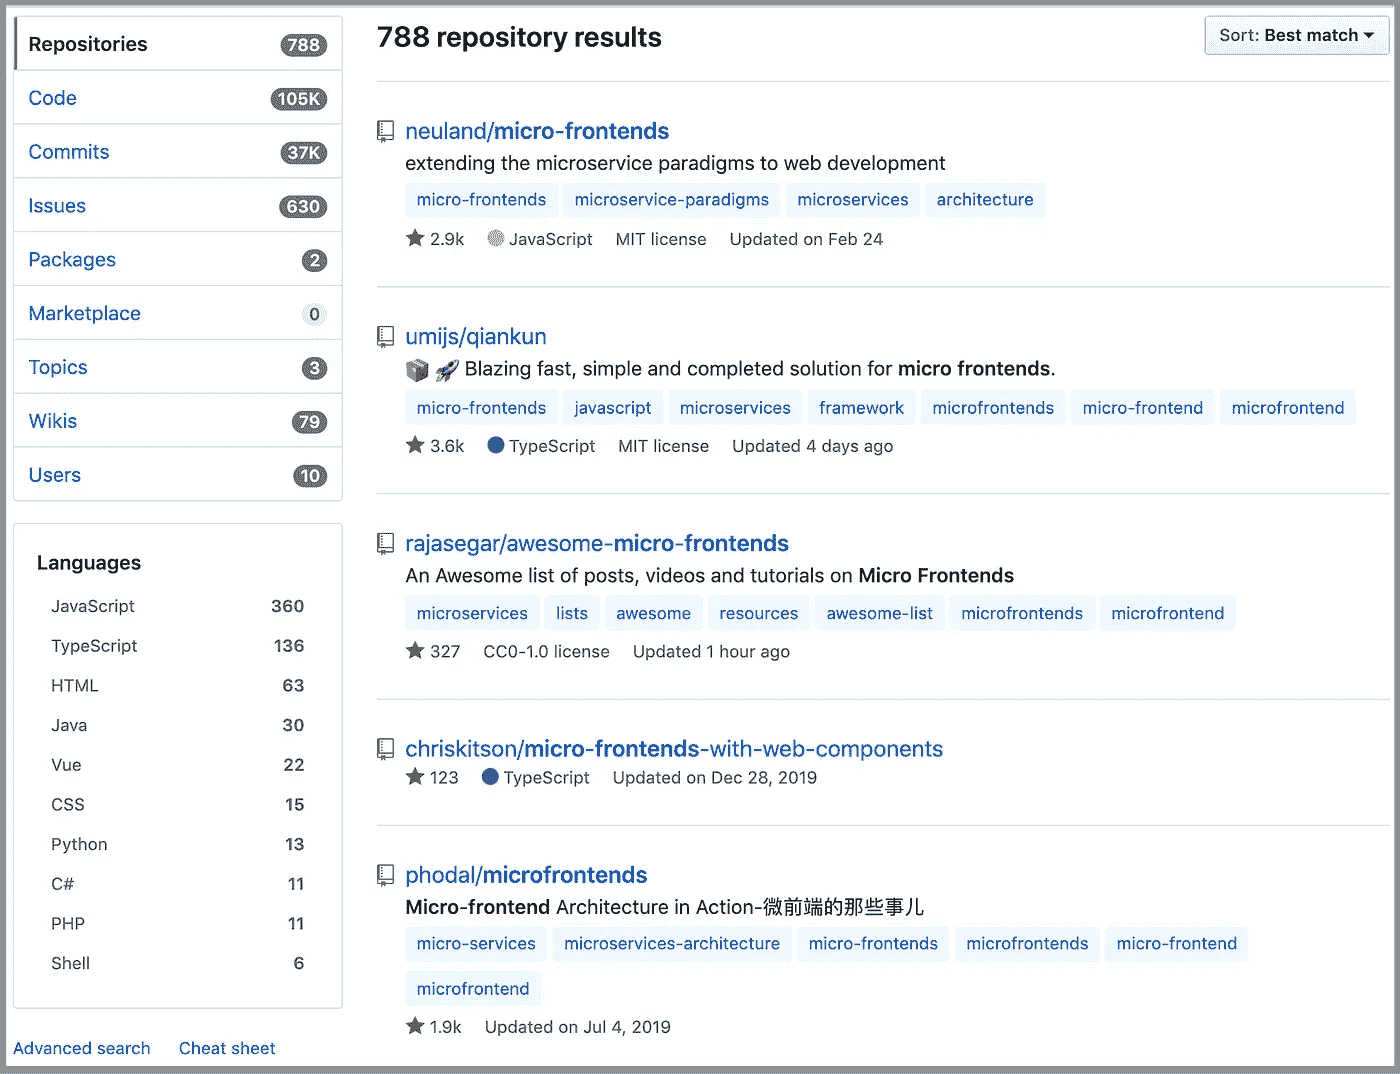 Repositories 788
Code 105K
Commits 37K
Issues 630
Packages 2
Marketplace 0
Topics 3
Wikis 79
Users 10
Languages
JavaScript 360
TypeScript 136
HTML 63
Java 30
Vue 22
CSS 15
Python 13
C# 11
PHP 11
Shell 6
Advanced search Cheat sheet
788 repository results
Sort: Best match
neuland/micro-frontends
extending the microservice paradigms to web development
micro-frontends microservice-paradigms microservices architecture
2.9k JavaScript MIT license Updated on Feb 24
umijs/qiankun
📦 🚀 Blazing fast, simple and completed solution for micro frontends.
micro-frontends javascript microservices framework microfrontends micro-frontend microfrontend
3.6k TypeScript MIT license Updated 4 days ago
rajasegar/awesome-micro-frontends
An Awesome list of posts, videos and tutorials on Micro Frontends
microservices lists awesome resources awesome-list microfrontends microfrontend
327 CC0-1.0 license Updated 1 hour ago
chriskitson/micro-frontends-with-web-components
123 TypeScript Updated on Dec 28, 2019
phodal/microfrontends
Micro-frontend Architecture in Action-微前端的那些事儿
micro-services microservices-architecture micro-frontends microfrontends micro-frontend
microfrontend
1.9k Updated on Jul 4, 2019